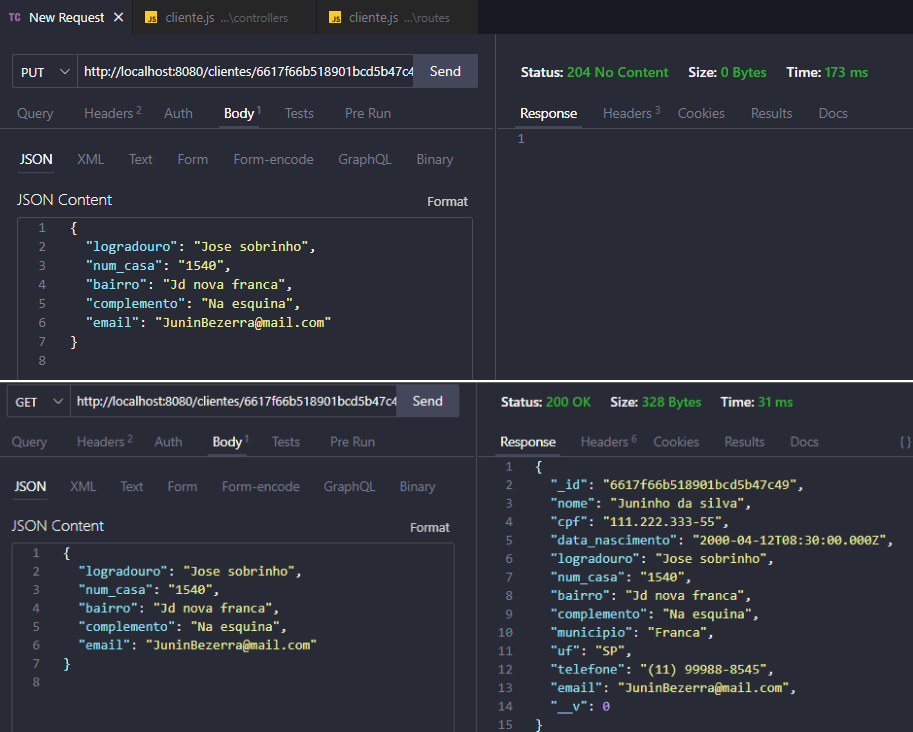 TC New Request × JS cliente.js ...\controllers JS cliente.js ...\routes
PUT http://localhost:8080/clientes/6617f66b518901bcd5b47c4 Send
Status: 204 No Content Size: 0 Bytes Time: 173 ms
Query Headers 2 Auth Body 1 Tests Pre Run
Response Headers 3 Cookies Results Docs
1
JSON XML Text Form Form-encode GraphQL Binary
JSON Content Format
1 {
2 "logradouro": "Jose sobrinho",
3 "num_casa": "1540",
4 "bairro": "Jd nova franca",
5 "complemento": "Na esquina",
6 "email": "JuninBezerra@mail.com"
7 }
8
GET http://localhost:8080/clientes/6617f66b518901bcd5b47c4 Send
Status: 200 OK Size: 328 Bytes Time: 31 ms
Query Headers 2 Auth Body 1 Tests Pre Run
Response Headers 6 Cookies Results Docs {}
JSON XML Text Form Form-encode GraphQL Binary
JSON Content Format
1 {
2 "logradouro": "Jose sobrinho",
3 "num_casa": "1540",
4 "bairro": "Jd nova franca",
5 "complemento": "Na esquina",
6 "email": "JuninBezerra@mail.com"
7 }
8
1 {
2 "_id": "6617f66b518901bcd5b47c49",
3 "nome": "Juninho da silva",
4 "cpf": "111.222.333-55",
5 "data_nascimento": "2000-04-12T08:30:00.000Z",
6 "logradouro": "Jose sobrinho",
7 "num_casa": "1540",
8 "bairro": "Jd nova franca",
9 "complemento": "Na esquina",
10 "municipio": "Franca",
11 "uf": "SP",
12 "telefone": "(11) 99988-8545",
13 "email": "JuninBezerra@mail.com",
14 "__v": 0
15 }